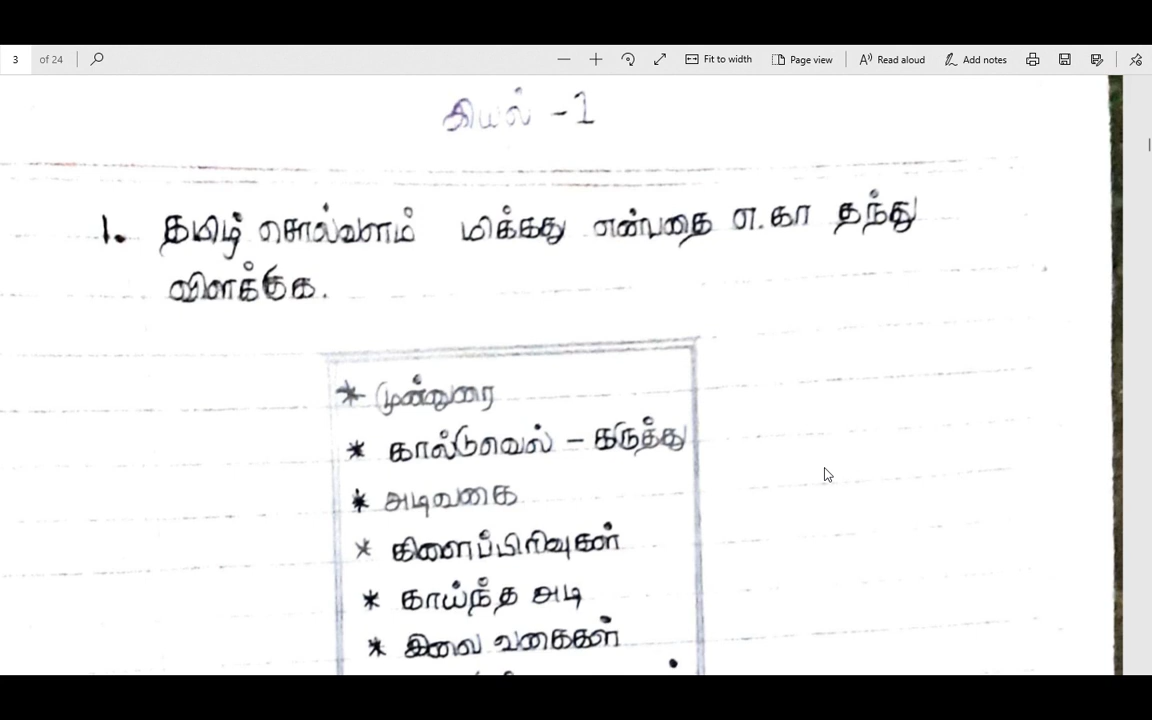 3 of 24 Fit to width Page view Read aloud Add notes
இயல் -1
1. தமிழ் சொல்வளம் மிக்கது என்பதை எ.கா தந்து
விளக்குக.
* முன்னுரை
* கால்டுவெல் - கருத்து
* அடிவகை
* கிளைப்பிரிவுகள்
* காய்ந்த அடி
* இலை வகைகள்